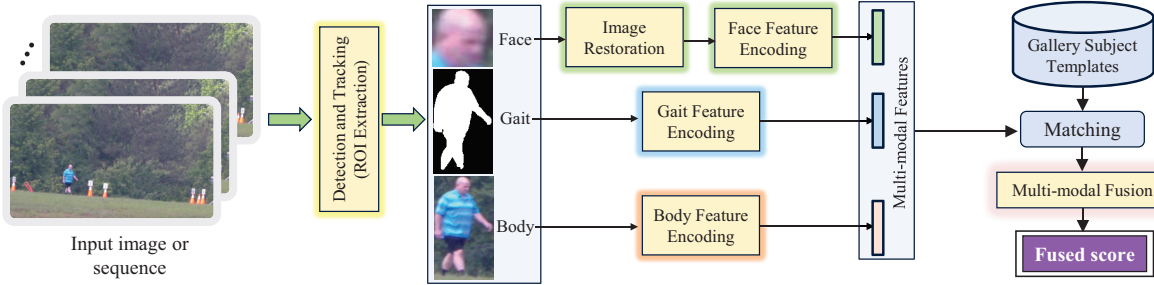 Input image or
sequence
Detection and Tracking
(ROI Extraction)
Face
Gait
Body
Image
Restoration
Face Feature
Encoding
Gait Feature
Encoding
Body Feature
Encoding
Multi-modal Features
Gallery Subject
Templates
Matching
Multi-modal Fusion
Fused score